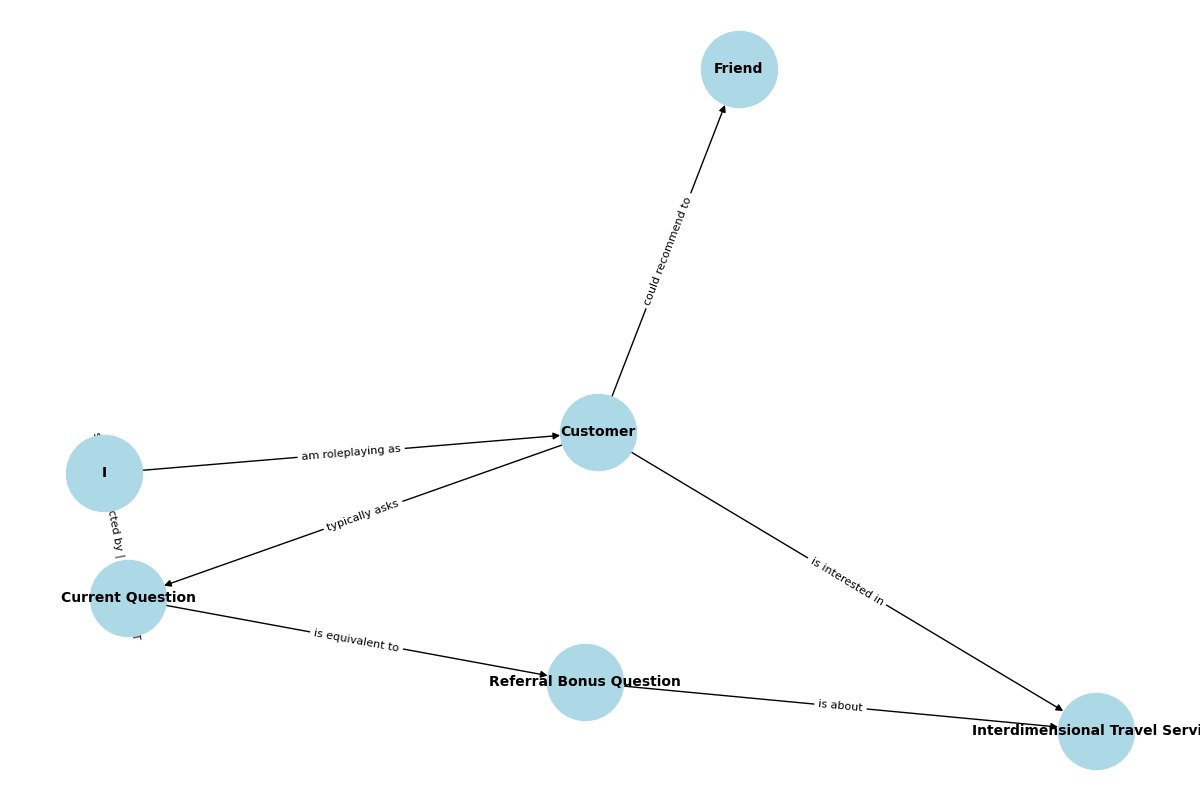 Friend
could recommend to
Customer
I
am roleplaying as
typically asks
cted by
is interested in
Current Question
is equivalent to
Referral Bonus Question
is about
Interdimensional Travel Servi